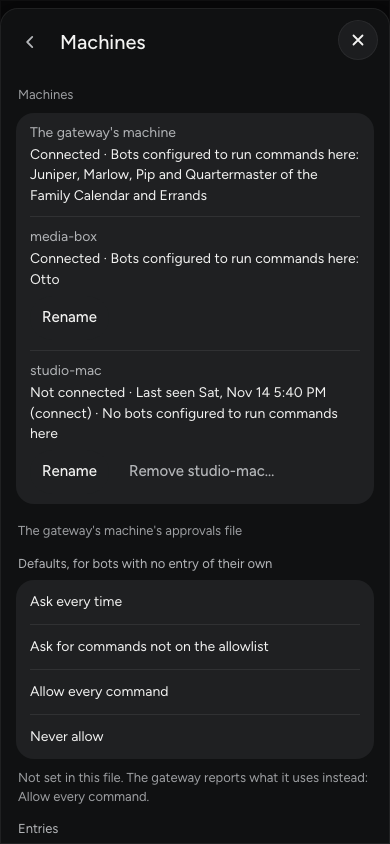 Machines
Machines
The gateway's machine
Connected · Bots configured to run commands here:
Juniper, Marlow, Pip and Quartermaster of the
Family Calendar and Errands
media-box
Connected · Bots configured to run commands here:
Otto
Rename
studio-mac
Not connected · Last seen Sat, Nov 14 5:40 PM
(connect) · No bots configured to run commands
here
Rename Remove studio-mac...
The gateway's machine's approvals file
Defaults, for bots with no entry of their own
Ask every time
Ask for commands not on the allowlist
Allow every command
Never allow
Not set in this file. The gateway reports what it uses instead:
Allow every command.
Entries